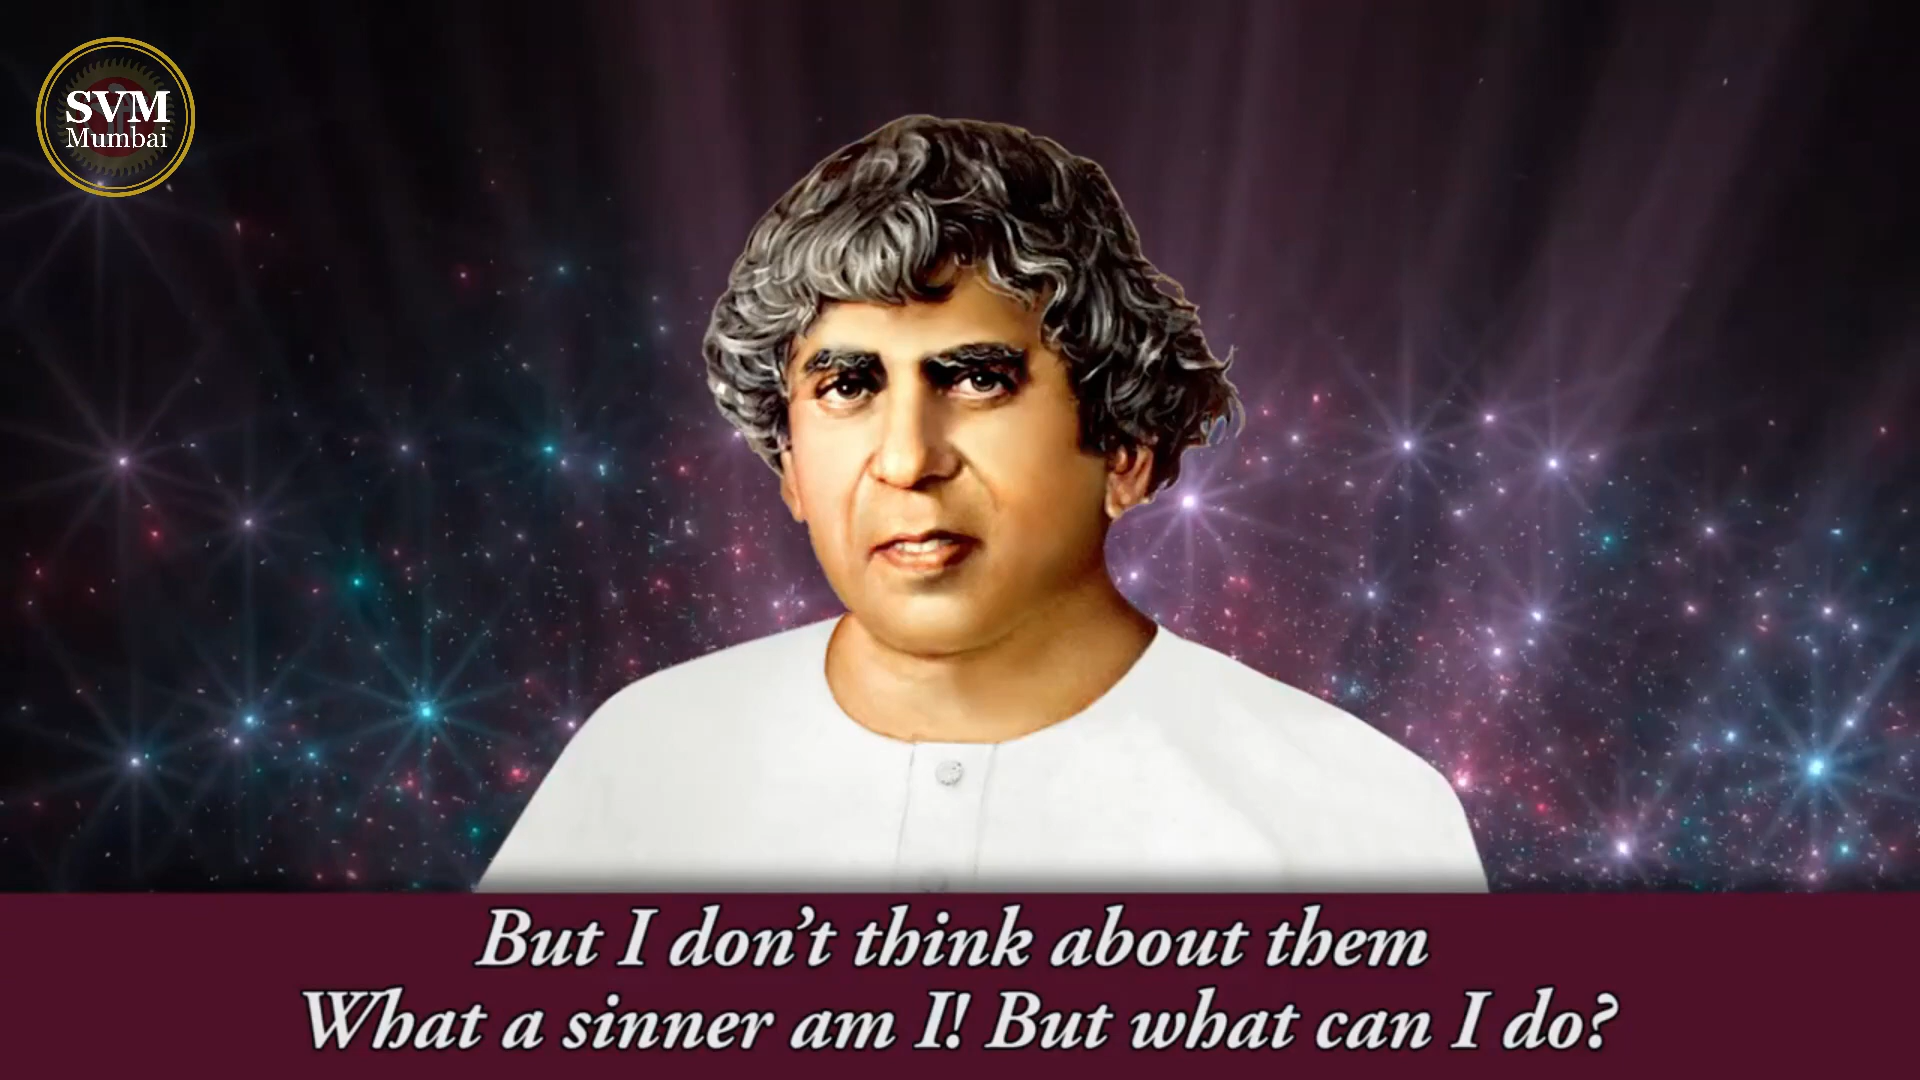 SVM
Mumbai
But I don't think about them
What a sinner am I! But what can I do?